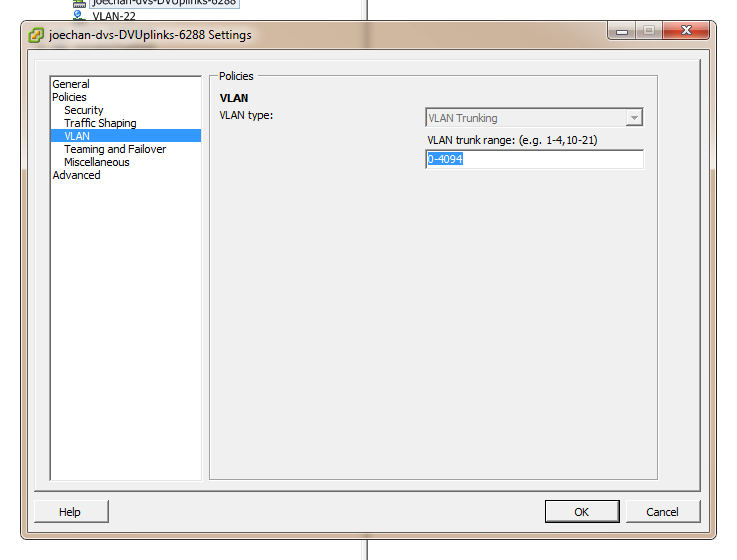 joechan-dvs-DVUplinks-6288
VLAN-22
joechan-dvs-DVUplinks-6288 Settings
General
Policies
Security
Traffic Shaping
VLAN
Teaming and Failover
Miscellaneous
Advanced
Policies
VLAN
VLAN type:
VLAN Trunking
VLAN trunk range: (e.g. 1-4,10-21)
0-4094
Help
OK
Cancel